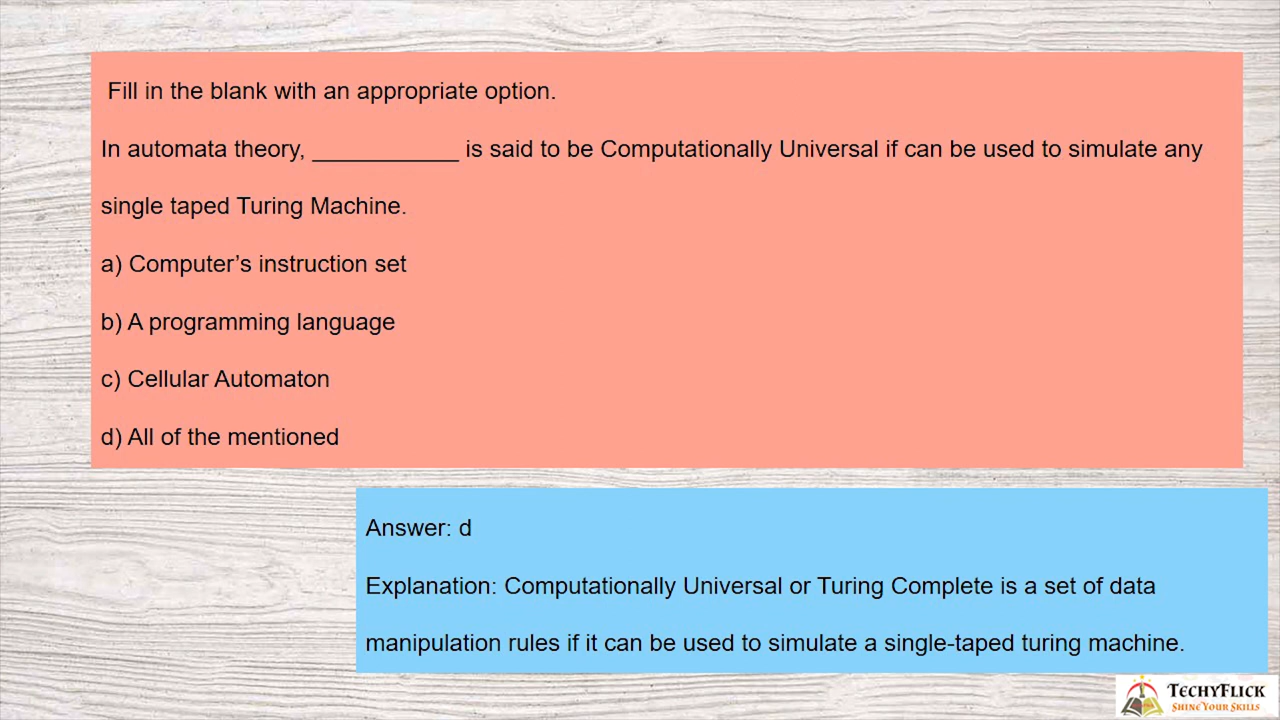 Fill in the blank with an appropriate option.
In automata theory, ___________ is said to be Computationally Universal if can be used to simulate any
single taped Turing Machine.
a) Computer’s instruction set
b) A programming language
c) Cellular Automaton
d) All of the mentioned
Answer: d
Explanation: Computationally Universal or Turing Complete is a set of data
manipulation rules if it can be used to simulate a single-taped turing machine.
TECHYFLICK
SHINE YOUR SKILLS